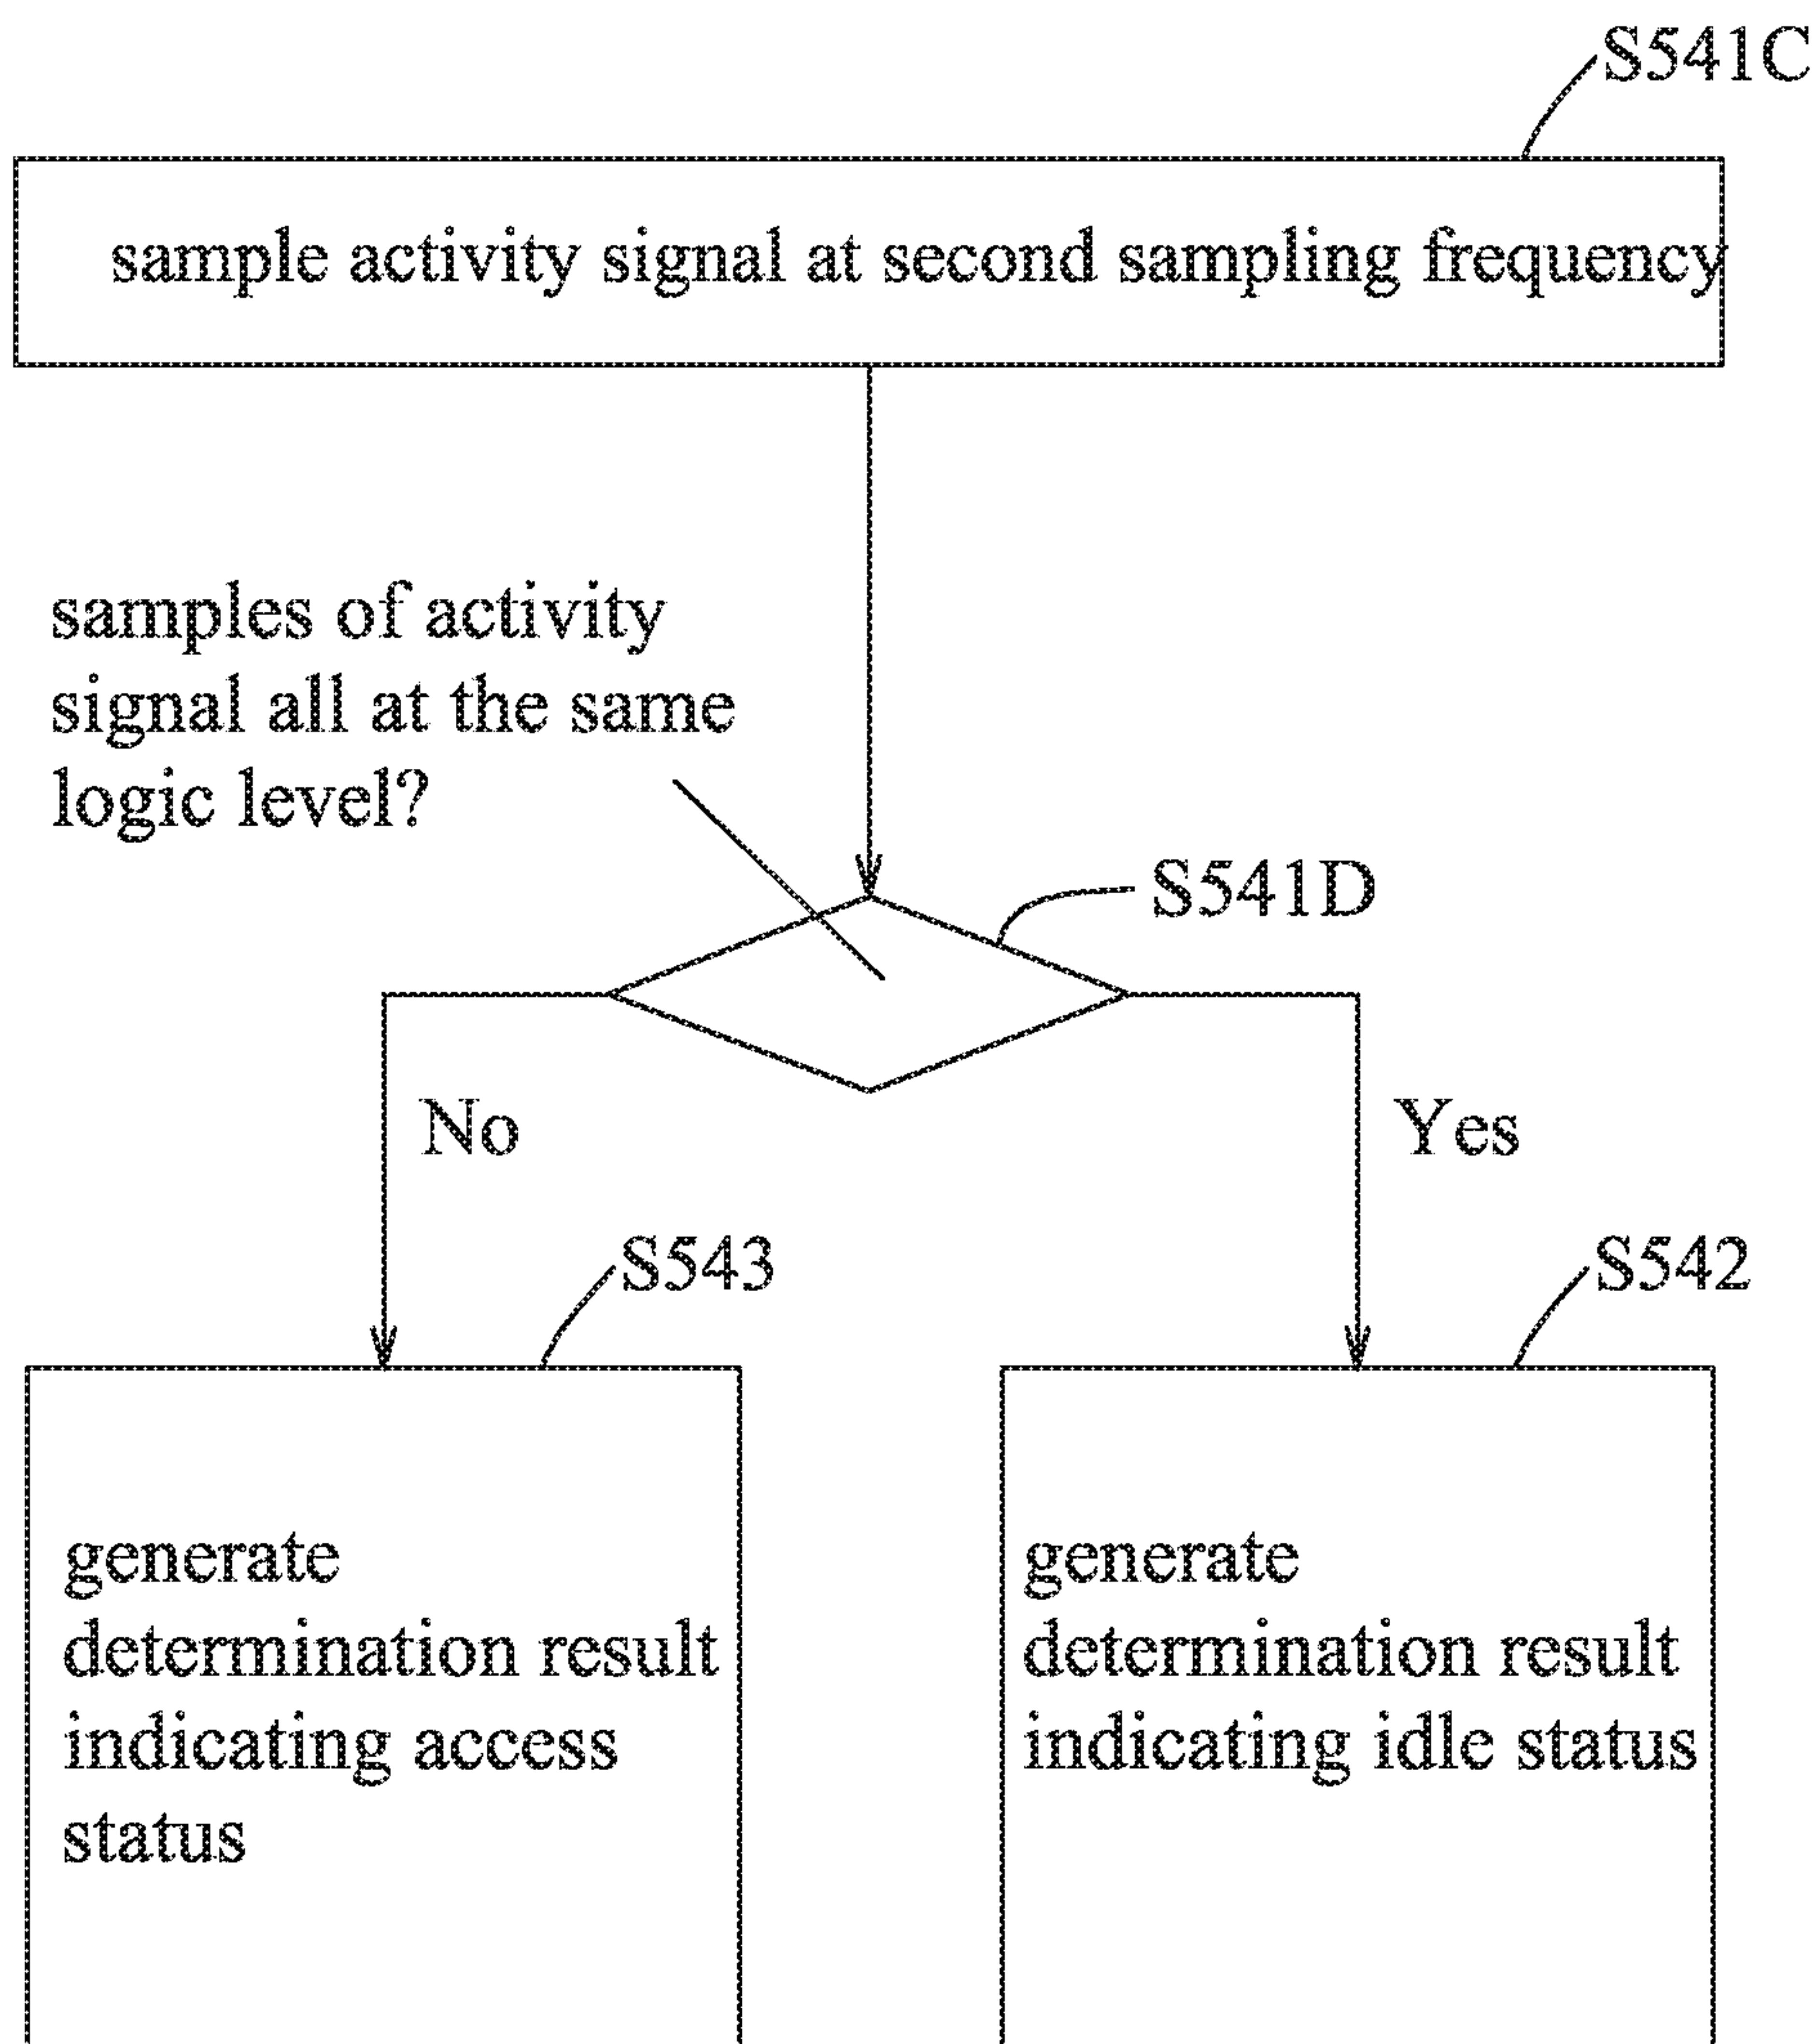 S541C
sample activity signal at second sampling frequency
samples of activity
signal all at the same
logic level?
S541D
No
Yes
S543
S542
generate
determination result
indicating access
status
generate
determination result
indicating idle status